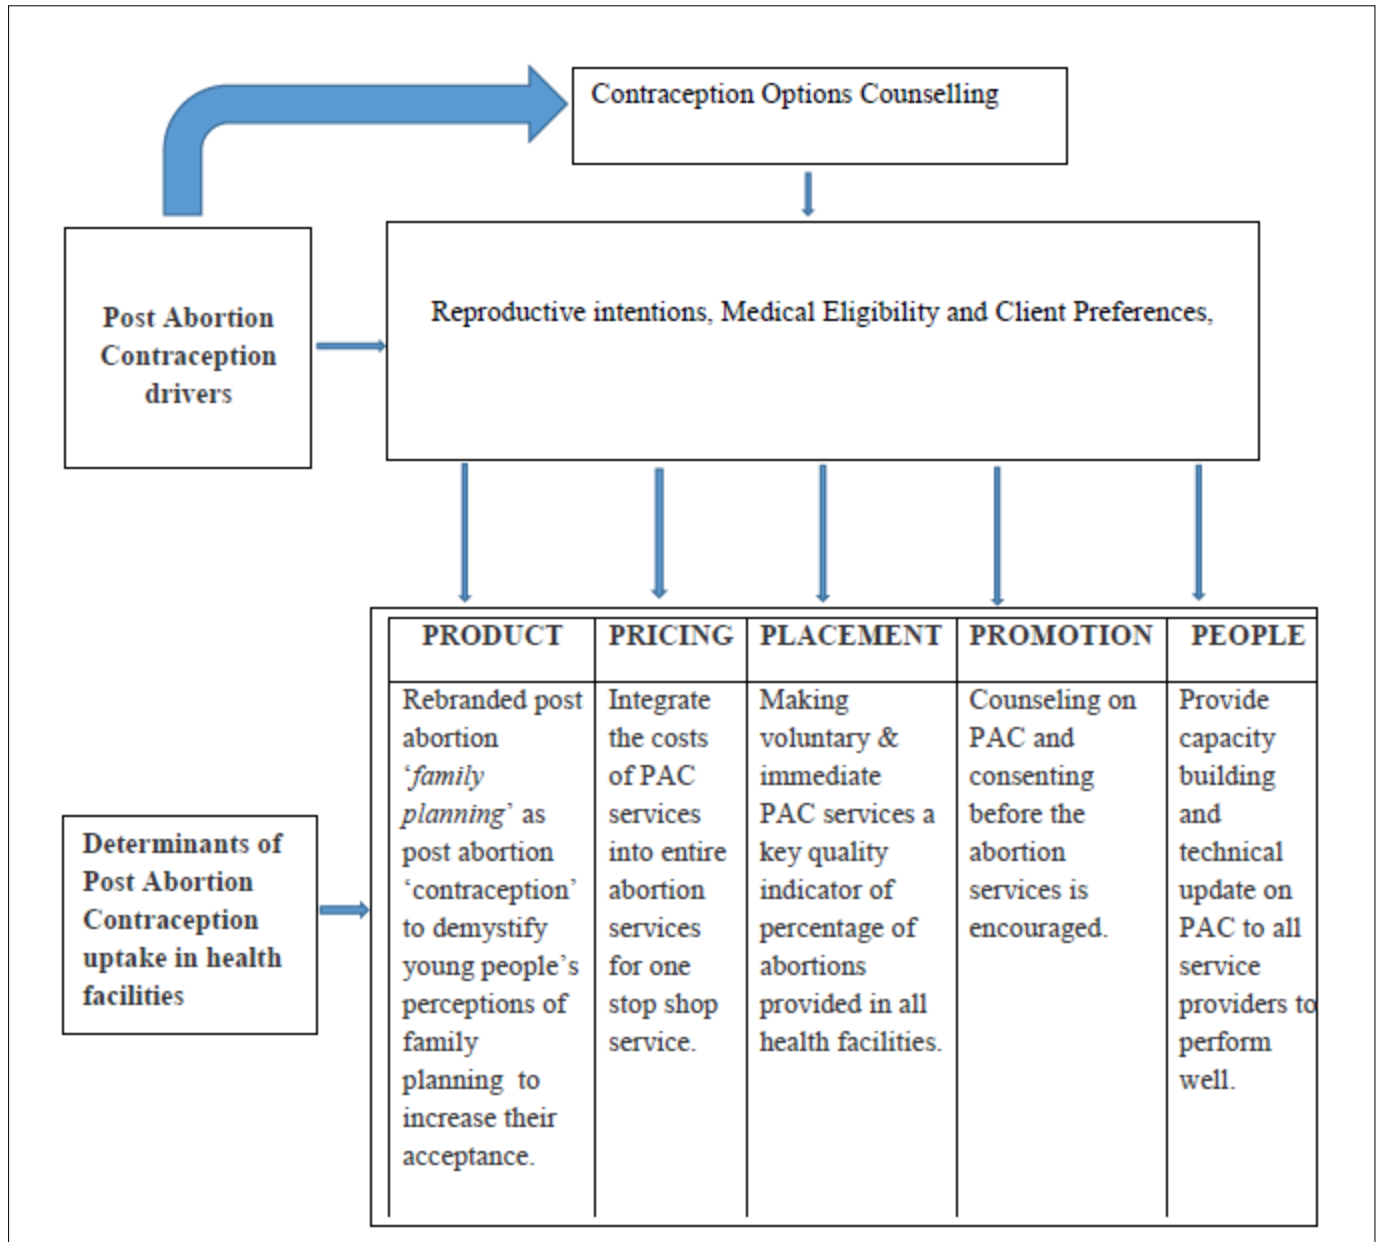 Contraception Options Counselling
Post Abortion
Contraception
drivers
Reproductive intentions, Medical Eligibility and Client Preferences,
PRODUCT
PRICING
PLACEMENT
PROMOTION
PEOPLE
Rebranded post
abortion
‘family
planning’ as
post abortion
‘contraception’
to demystify
young people’s
perceptions of
family
planning to
increase their
acceptance.
Integrate
the costs
of PAC
services
into entire
abortion
services
for one
stop shop
service.
Making
voluntary &
immediate
PAC services a
key quality
indicator of
percentage of
abortions
provided in all
health facilities.
Counseling on
PAC and
consenting
before the
abortion
services is
encouraged.
Provide
capacity
building
and
technical
update on
PAC to all
service
providers to
perform
well.
Determinants of
Post Abortion
Contraception
uptake in health
facilities